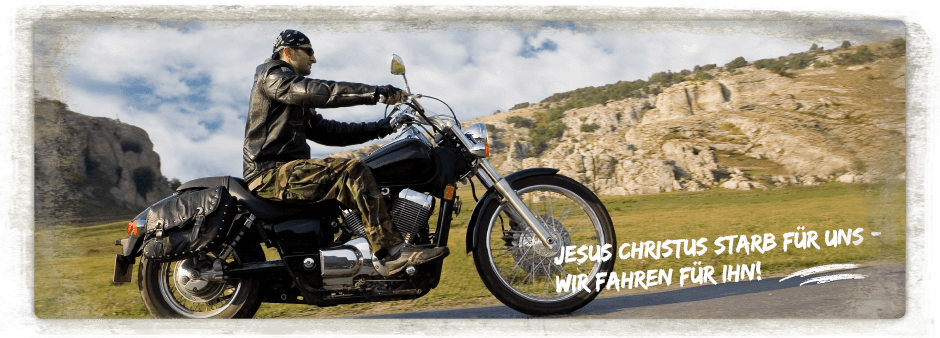 JESUS CHRISTUS STARB FÜR UNS -
WIR FAHREN FÜR IHN!